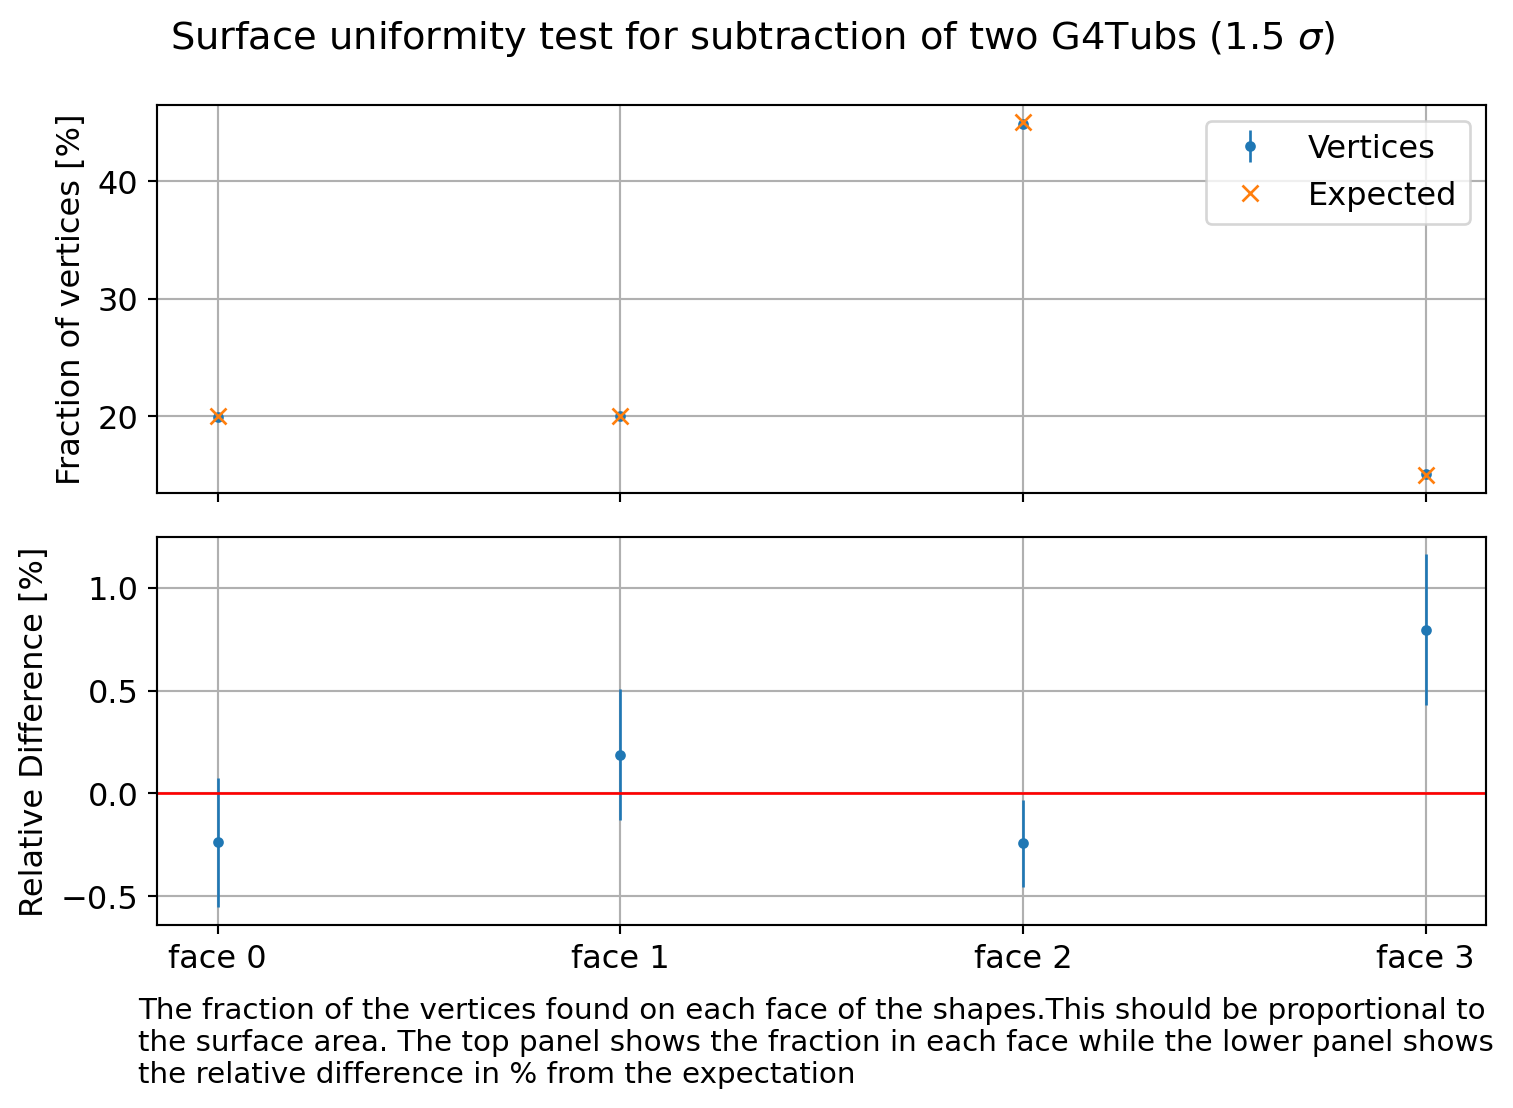 Surface uniformity test for subtraction of two G4Tubs (1.5 σ)
Fraction of vertices [%]
40
30
20
Vertices
Expected
Relative Difference [%]
1.0
0.5
0.0
−0.5
face 0
face 1
face 2
face 3
The fraction of the vertices found on each face of the shapes.This should be proportional to
the surface area. The top panel shows the fraction in each face while the lower panel shows
the relative difference in % from the expectation